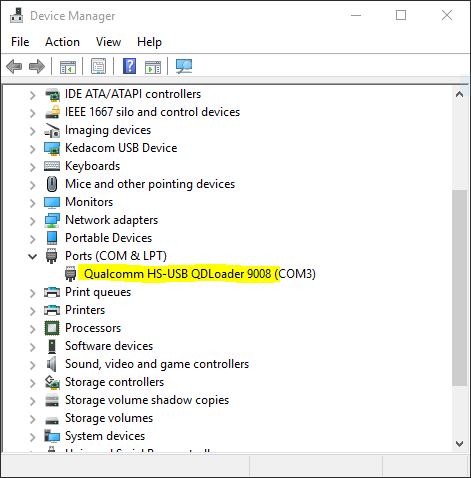 Device Manager
File Action View Help
IDE ATA/ATAPI controllers
IEEE 1667 silo and control devices
Imaging devices
Kedacom USB Device
Keyboards
Mice and other pointing devices
Monitors
Network adapters
Portable Devices
Ports (COM & LPT)
Qualcomm HS-USB QDLoader 9008 (COM3)
Print queues
Printers
Processors
Software devices
Sound, video and game controllers
Storage controllers
Storage volume shadow copies
Storage volumes
System devices